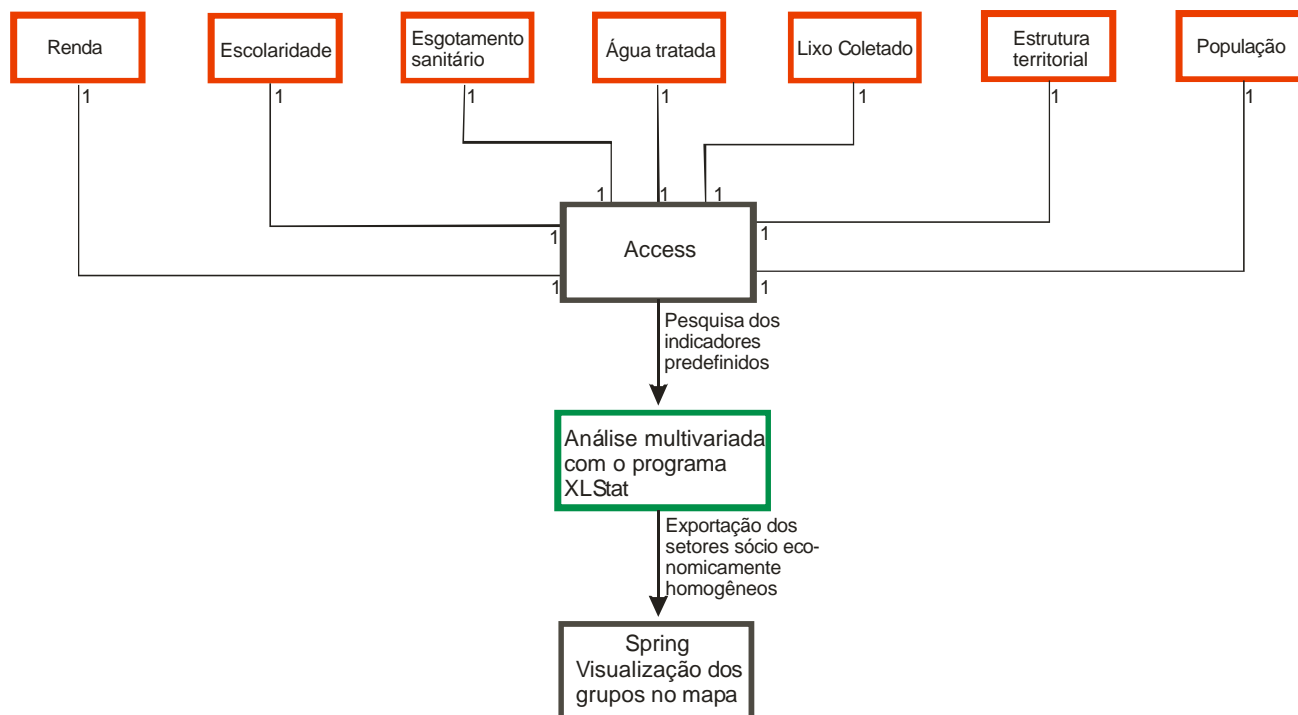 Renda
Escolaridade
Esgotamento
sanitário
Água tratada
Lixo Coletado
Estrutura
territorial
População
1
1
1
1
1
1
1
1
1
1
1
1
1
1
Access
Pesquisa dos
indicadores
predefinidos
Análise multivariada
com o programa
XLStat
Exportação dos
setores sócio eco-
nomicamente
homogêneos
Spring
Visualização dos
grupos no mapa